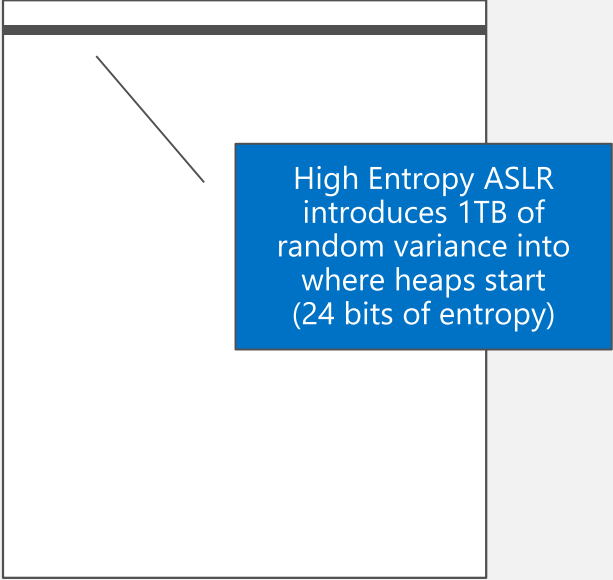 High Entropy ASLR
introduces 1TB of
random variance into
where heaps start
(24 bits of entropy)